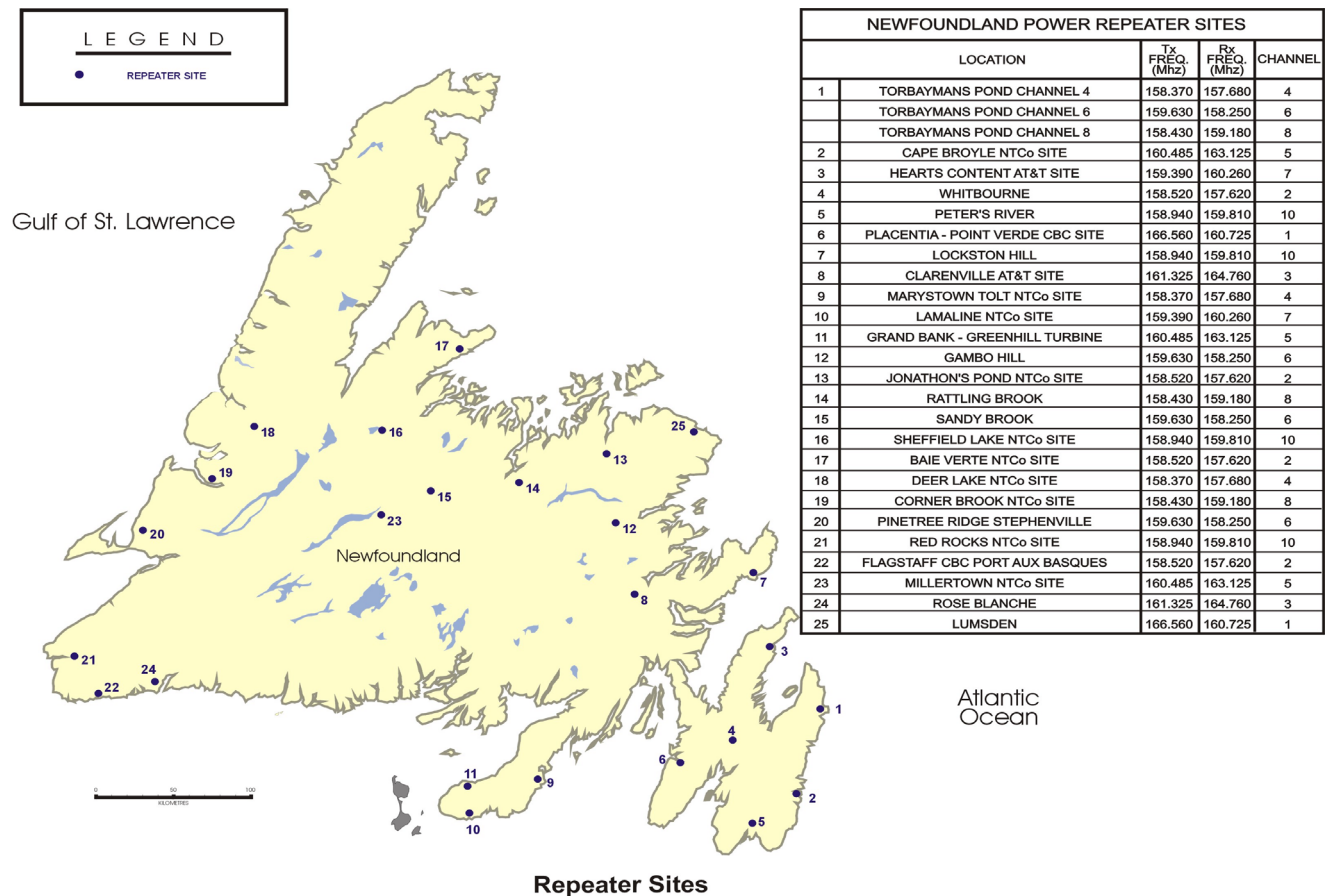 LEGEND
REPEATER SITE
NEWFOUNDLAND POWER REPEATER SITES
LOCATION Tx FREQ. (Mhz) Rx FREQ. (Mhz) CHANNEL
1 TORBAYMANS POND CHANNEL 4 158.370 157.680 4
TORBAYMANS POND CHANNEL 6 159.630 158.250 6
TORBAYMANS POND CHANNEL 8 158.430 159.180 8
2 CAPE BROYLE NTCo SITE 160.485 163.125 5
3 HEARTS CONTENT AT&T SITE 159.390 160.260 7
4 WHITBOURNE 158.520 157.620 2
5 PETER'S RIVER 158.940 159.810 10
6 PLACENTIA - POINT VERDE CBC SITE 166.560 160.725 1
7 LOCKSTON HILL 158.940 159.810 10
8 CLARENVILLE AT&T SITE 161.325 164.760 3
9 MARYSTOWN TOLT NTCo SITE 158.370 157.680 4
10 LAMALINE NTCo SITE 159.390 160.260 7
11 GRAND BANK - GREENHILL TURBINE 160.485 163.125 5
12 GAMBO HILL 159.630 158.250 6
13 JONATHON'S POND NTCo SITE 158.520 157.620 2
14 RATTLING BROOK 158.430 159.180 8
15 SANDY BROOK 159.630 158.250 6
16 SHEFFIELD LAKE NTCo SITE 158.940 159.810 10
17 BAIE VERTE NTCo SITE 158.520 157.620 2
18 DEER LAKE NTCo SITE 158.370 157.680 4
19 CORNER BROOK NTCo SITE 158.430 159.180 8
20 PINETREE RIDGE STEPHENVILLE 159.630 158.250 6
21 RED ROCKS NTCo SITE 158.940 159.810 10
22 FLAGSTAFF CBC PORT AUX BASQUES 158.520 157.620 2
23 MILLERTOWN NTCo SITE 160.485 163.125 5
24 ROSE BLANCHE 161.325 164.760 3
25 LUMSDEN 166.560 160.725 1
Gulf of St. Lawrence
17
18
16
25
13
19
14
15
23
12
20
Newfoundland
7
8
3
21
24
22
1
Atlantic
Ocean
4
6
11
9
2
10
5
0 50 100
KILOMETRES
Repeater Sites